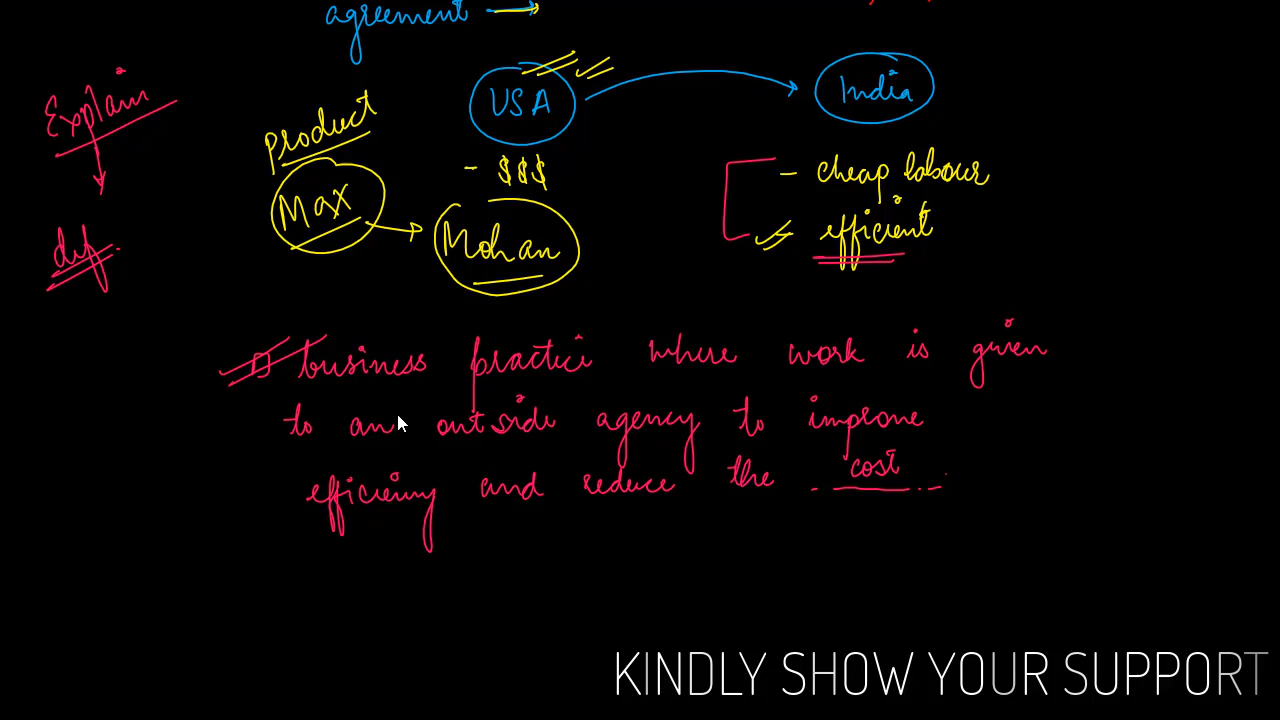 agreement →
Explain
USA
India
product
- $$$
- cheap labour
Max
Mohan
efficient
def.
business practice where work is given
to an outside agency to improve
efficiency and reduce the cost
KINDLY SHOW YOUR SUPPORT